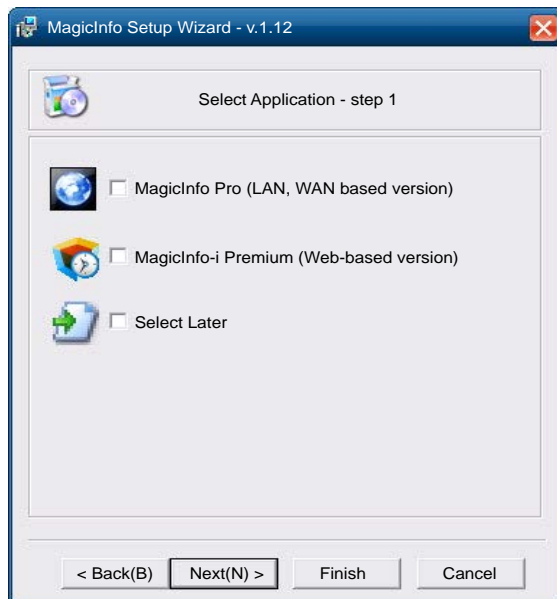 MagicInfo Setup Wizard - v.1.12
Select Application - step 1
MagicInfo Pro (LAN, WAN based version)
MagicInfo-i Premium (Web-based version)
Select Later
< Back(B) Next(N) > Finish Cancel